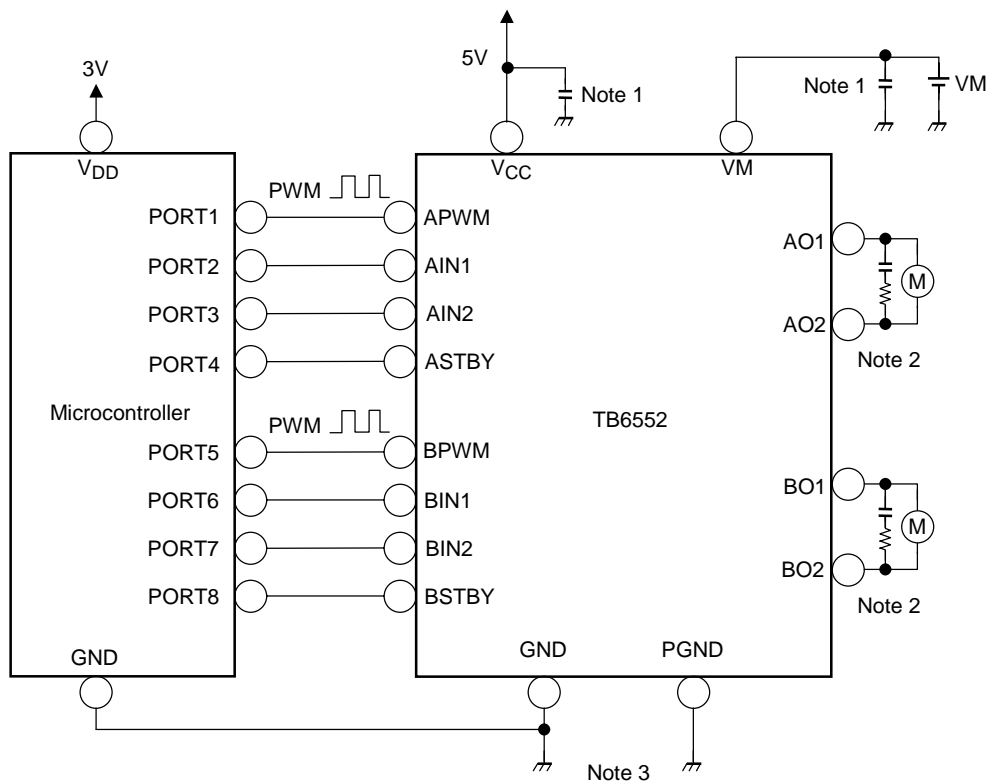 3V
5V
Note 1
Note 1
VM
VDD
VCC
VM
PORT1
PWM
APWM
PORT2
AIN1
PORT3
AIN2
PORT4
ASTBY
AO1
M
AO2
Note 2
Microcontroller
TB6552
PORT5
PWM
BPWM
PORT6
BIN1
PORT7
BIN2
PORT8
BSTBY
BO1
M
BO2
Note 2
GND
GND
PGND
Note 3